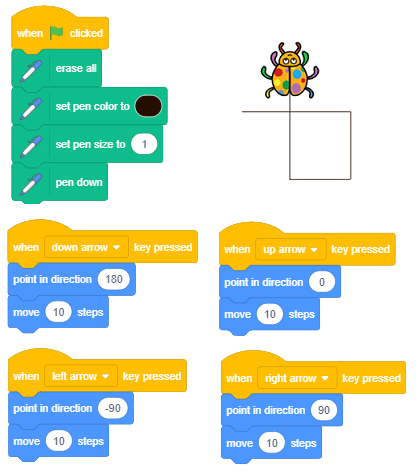 when clicked
erase all
set pen color to
set pen size to 1
pen down
when down arrow key pressed
point in direction 180
move 10 steps
when up arrow key pressed
point in direction 0
move 10 steps
when left arrow key pressed
point in direction -90
move 10 steps
when right arrow key pressed
point in direction 90
move 10 steps